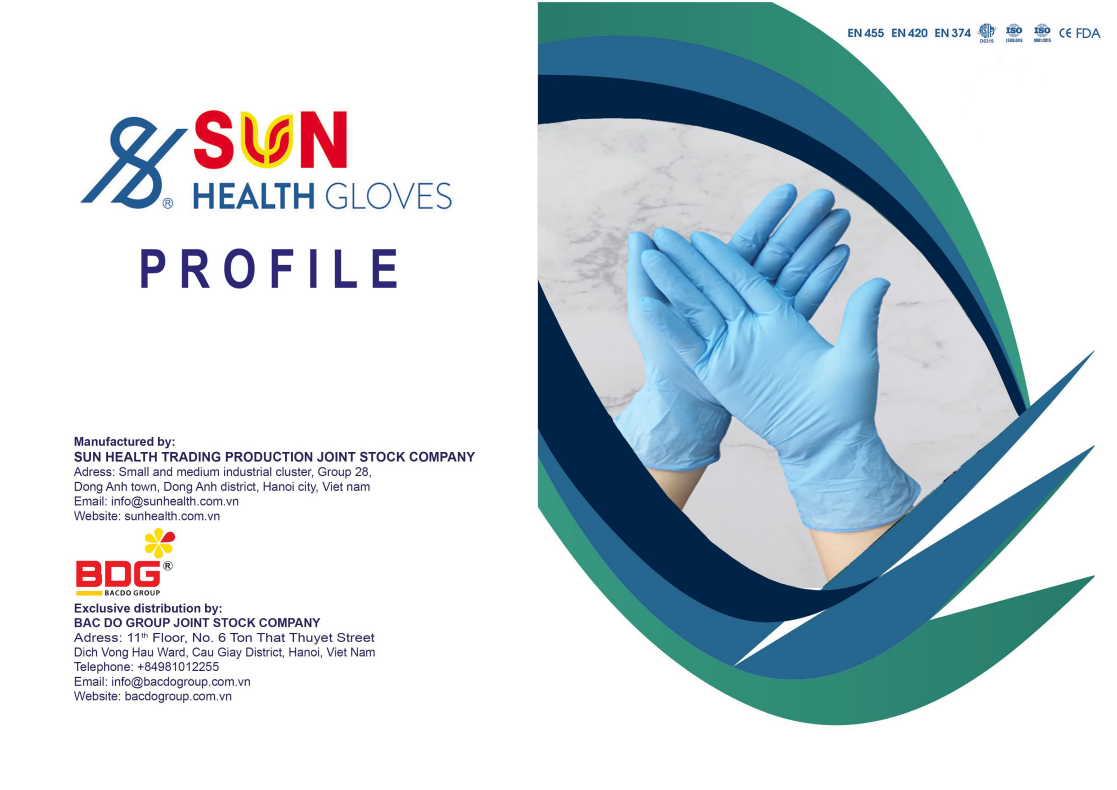 SUN
HEALTH GLOVES
®
PROFILE
Manufactured by:
SUN HEALTH TRADING PRODUCTION JOINT STOCK COMPANY
Adress: Small and medium industrial cluster, Group 28,
Dong Anh town, Dong Anh district, Hanoi city, Viet nam
Email: info@sunhealth.com.vn
Website: sunhealth.com.vn
BDG®
BACDO GROUP
Exclusive distribution by:
BAC DO GROUP JOINT STOCK COMPANY
Adress: 11th Floor, No. 6 Ton That Thuyet Street
Dich Vong Hau Ward, Cau Giay District, Hanoi, Viet Nam
Telephone: +84981012255
Email: info@bacdogroup.com.vn
Website: bacdogroup.com.vn
EN 455 EN 420 EN 374 ISO ISO CE FDA
D6319 9001:2015